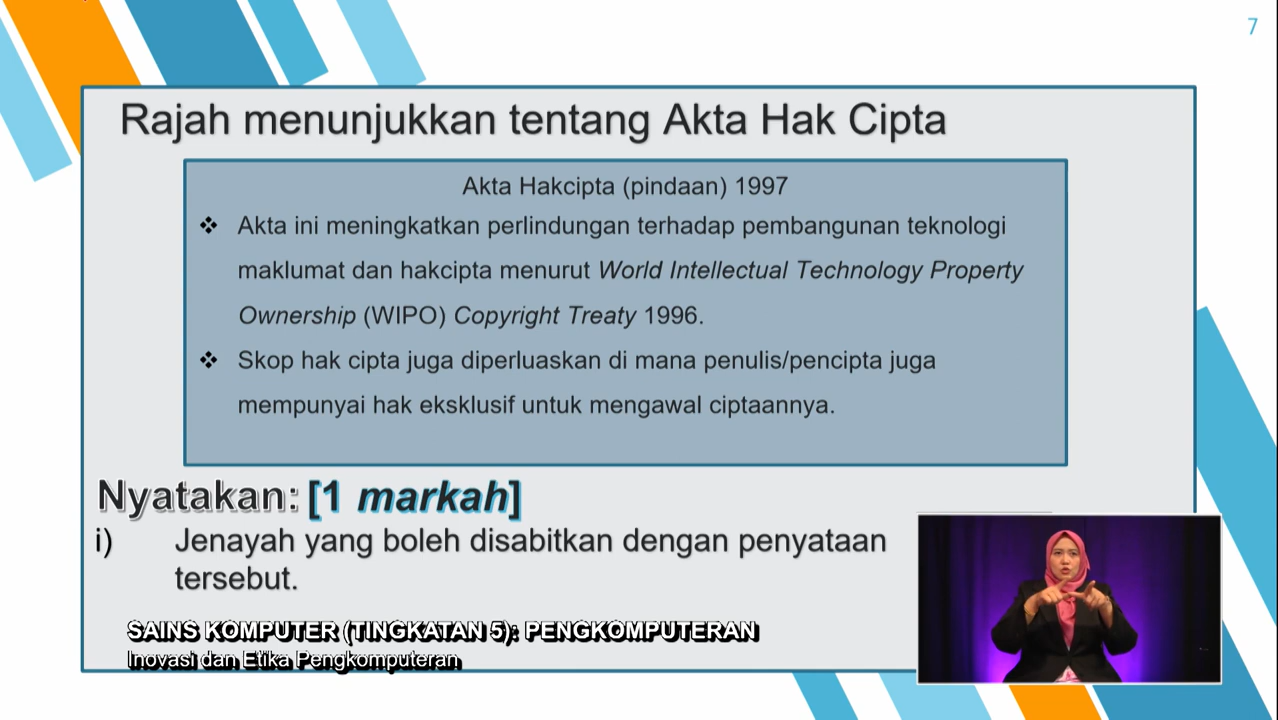 7
Rajah menunjukkan tentang Akta Hak Cipta
Akta Hakcipta (pindaan) 1997
❖ Akta ini meningkatkan perlindungan terhadap pembangunan teknologi
maklumat dan hakcipta menurut World Intellectual Technology Property
Ownership (WIPO) Copyright Treaty 1996.
❖ Skop hak cipta juga diperluaskan di mana penulis/pencipta juga
mempunyai hak eksklusif untuk mengawal ciptaannya.
Nyatakan: [1 markah]
i) Jenayah yang boleh disabitkan dengan penyataan
tersebut.
SAINS KOMPUTER (TINGKATAN 5): PENGKOMPUTERAN
Inovasi dan Etika Pengkomputeran